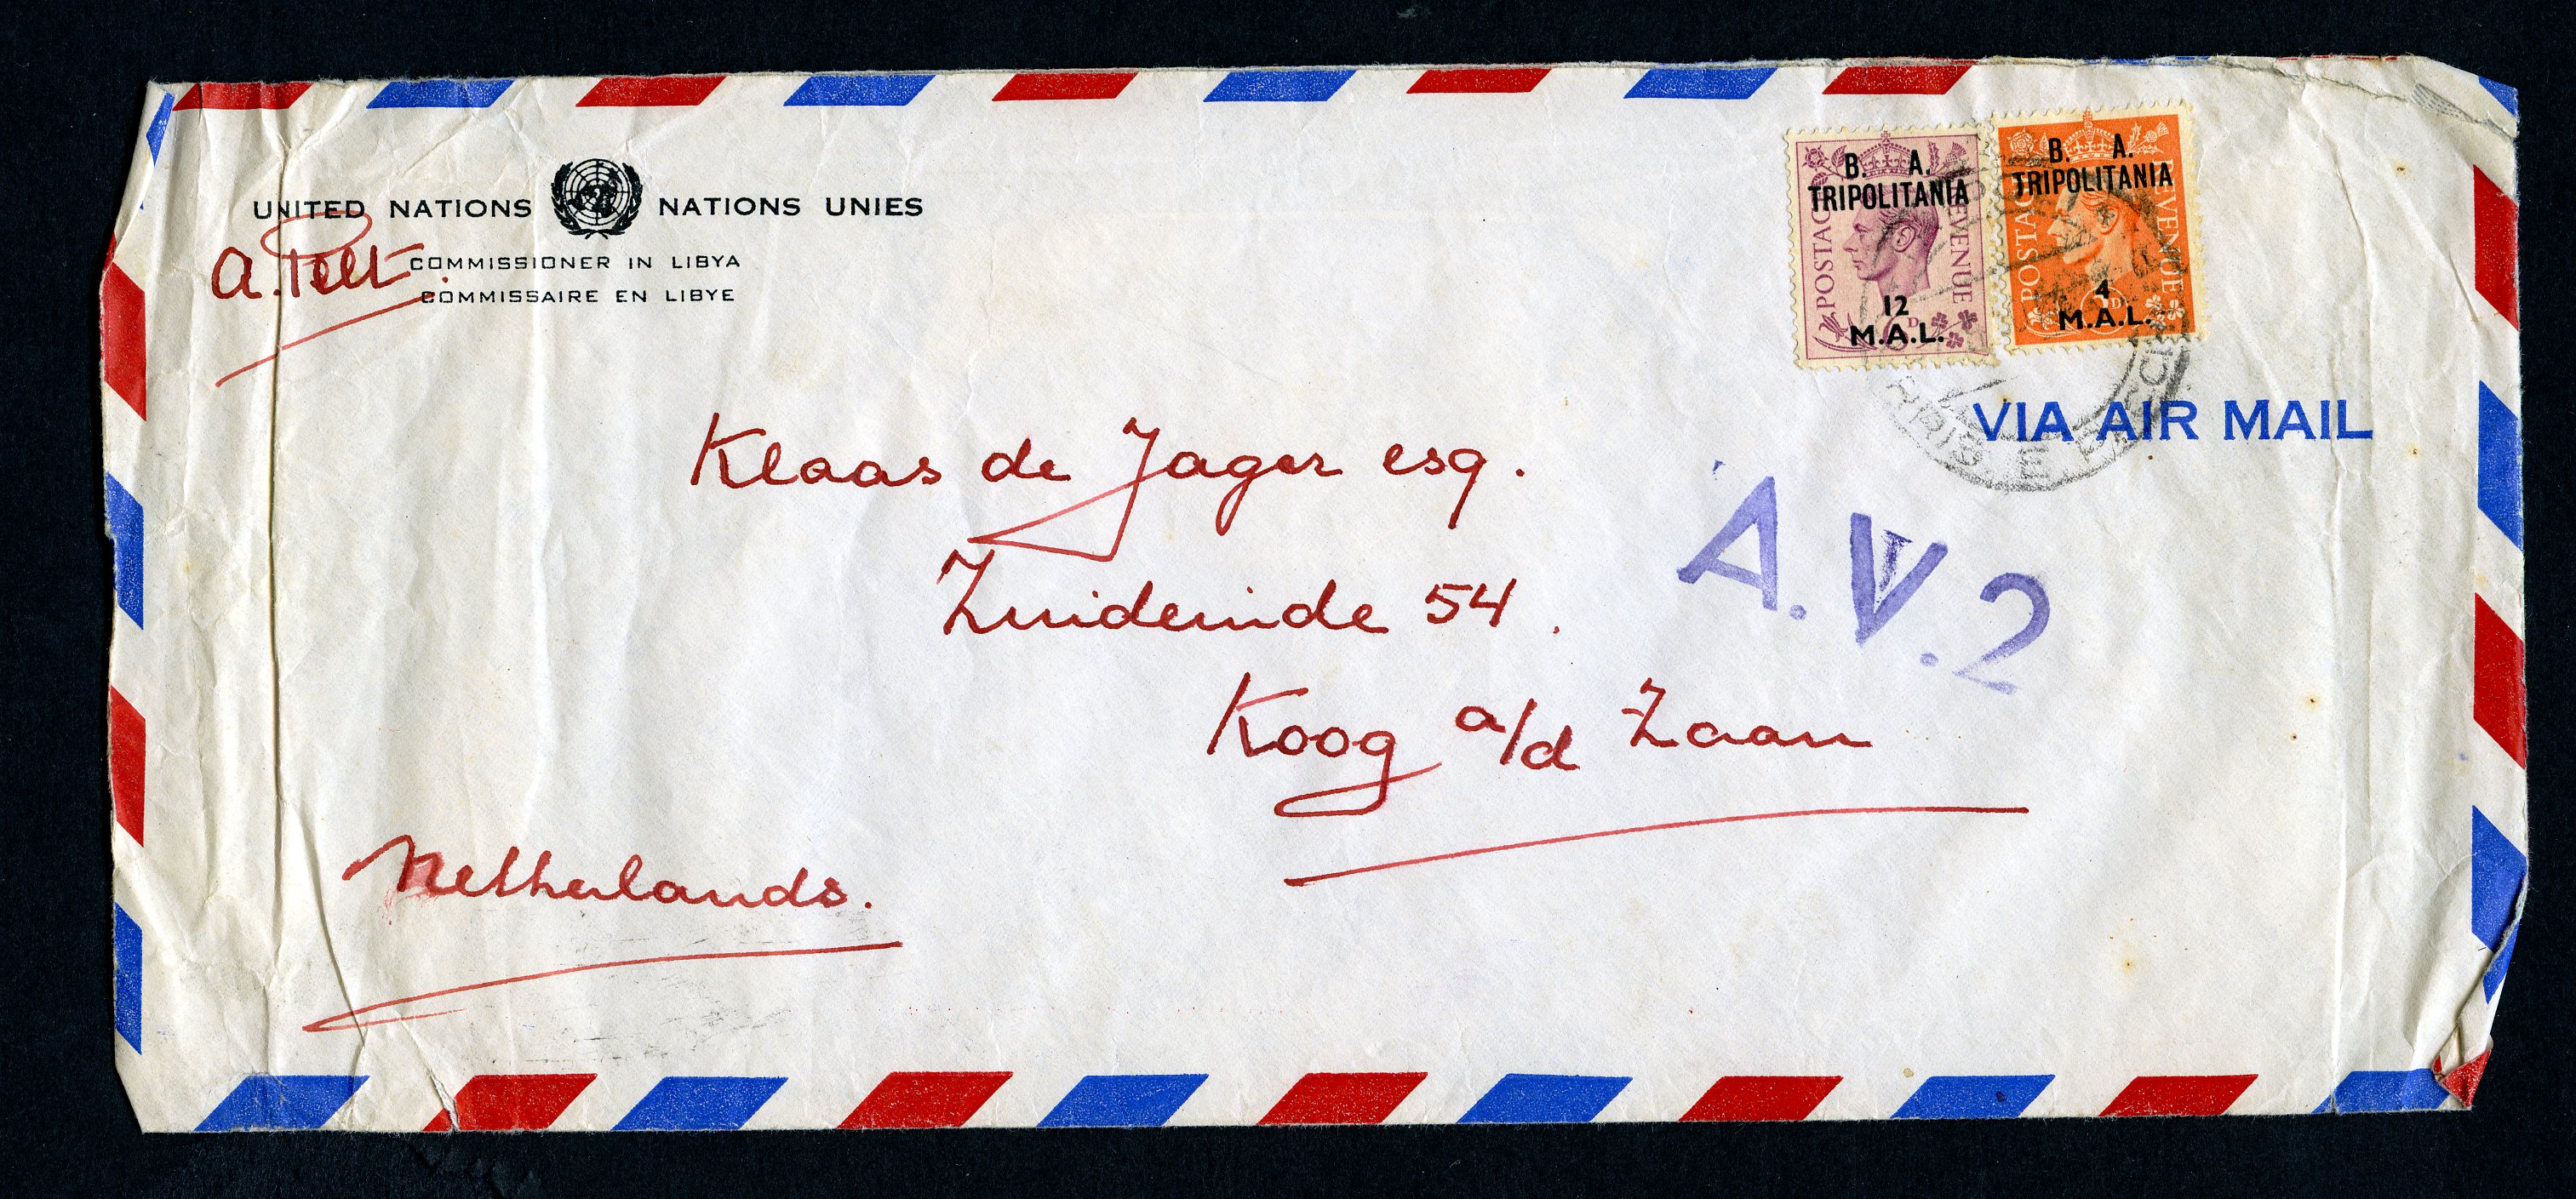 UNITED NATIONS NATIONS UNIES
A. Pelt
COMMISSIONER IN LIBYA
COMMISSAIRE EN LIBYE
B. A.
TRIPOLITANIA
POSTAGE REVENUE
12
M.A.L.
B. A.
TRIPOLITANIA
POSTAGE REVENUE
4
M.A.L.
VIA AIR MAIL
A.V.2
Klaas de Jager esq.
Zuideinde 54.
Koog a/d Zaan
Netherlands.